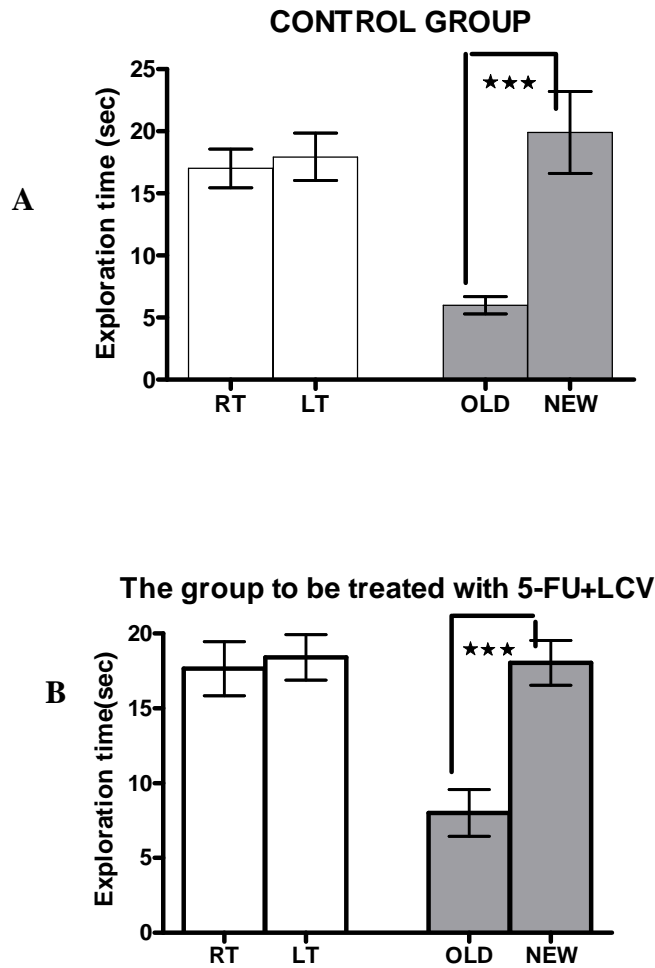 CONTROL GROUP
A
Exploration time (sec)
25
20
15
10
5
0
★★★
RT LT OLD NEW
The group to be treated with 5-FU+LCV
B
Exploration time(sec)
20
15
10
5
0
★★★
RT LT OLD NEW